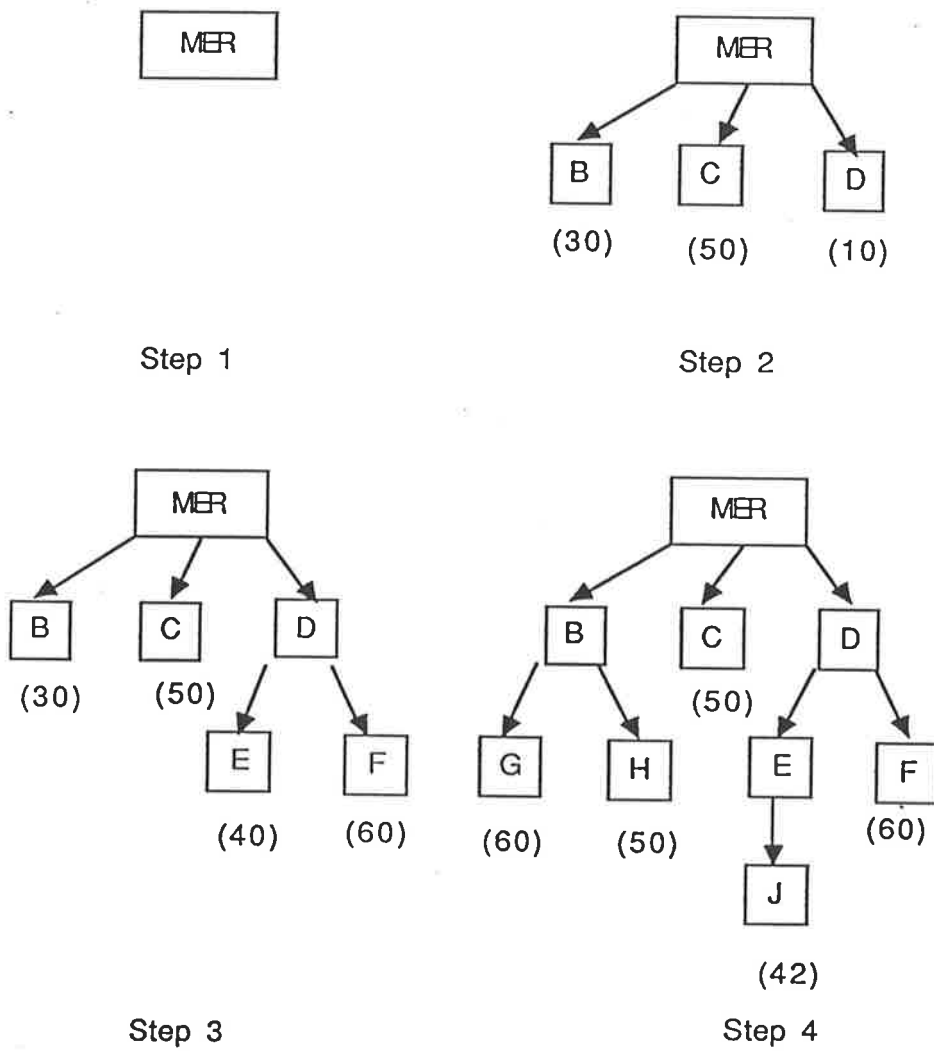 MER
MER
B C D
(30) (50) (10)
Step 1
Step 2
MER
B C D
(30) (50)
E F
(40) (60)
Step 3
MER
B C D
(50)
G H E F
(60) (50) (60)
J
(42)
Step 4